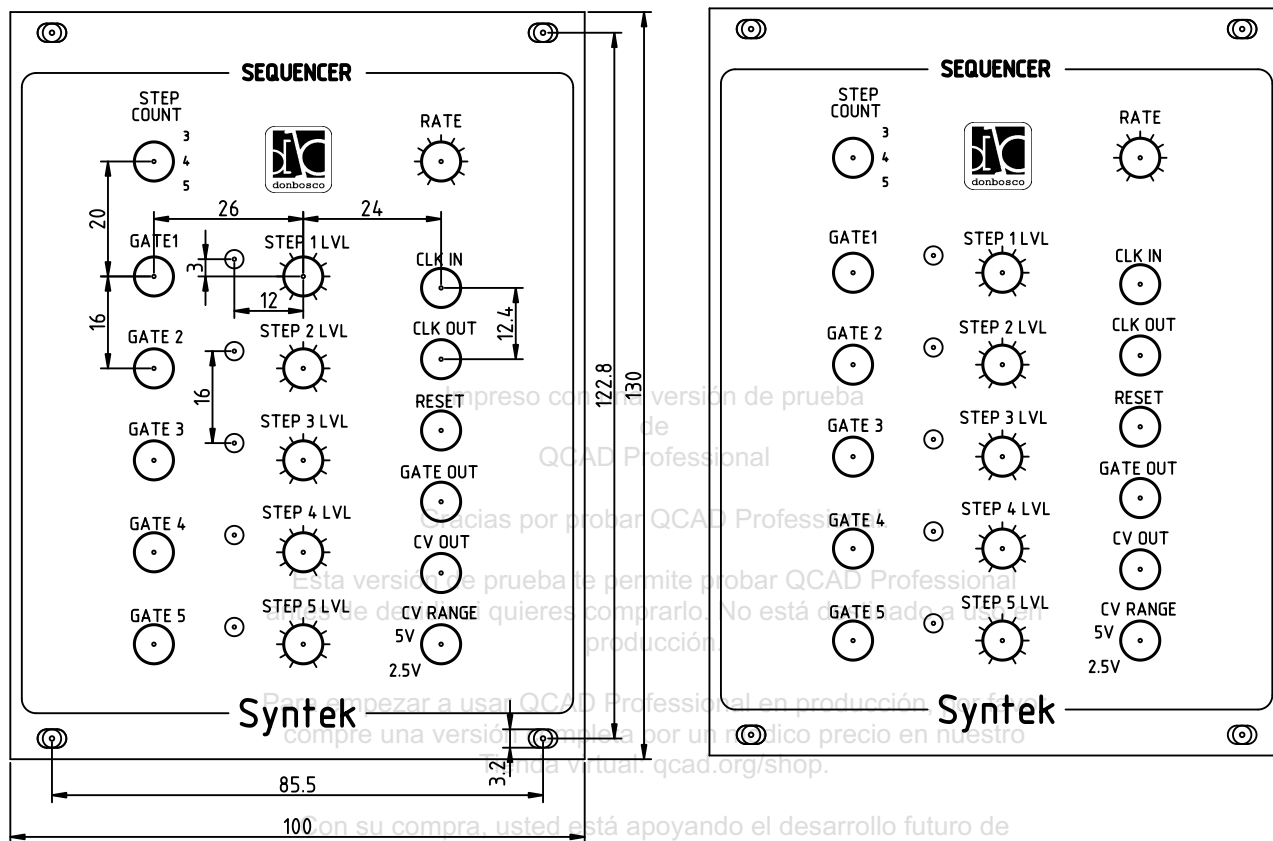 SEQUENCER
STEP
COUNT
3
4
5
donbosco
RATE
20
26
24
GATE1
3
STEP 1 LVL
CLK IN
12
16
12.4
GATE 2
STEP 2 LVL
CLK OUT
16
GATE 3
STEP 3 LVL
RESET
GATE OUT
GATE 4
STEP 4 LVL
CV OUT
GATE 5
STEP 5 LVL
CV RANGE
5V
2.5V
Syntek
122.8
130
3.2
85.5
100
SEQUENCER
STEP
COUNT
3
4
5
donbosco
RATE
GATE1
STEP 1 LVL
CLK IN
GATE 2
STEP 2 LVL
CLK OUT
GATE 3
STEP 3 LVL
RESET
GATE OUT
GATE 4
STEP 4 LVL
CV OUT
GATE 5
STEP 5 LVL
CV RANGE
5V
2.5V
Syntek
Impreso con una versión de prueba
de
QCAD Professional
Gracias por probar QCAD Professional.
Esta versión de prueba te permite probar QCAD Professional
antes de decidir si quieres comprarlo. No está destinado a uso en
producción.
Para empezar a usar QCAD Professional en producción, por favor
compre una versión completa por un módico precio en nuestro
Tienda virtual: qcad.org/shop.
Con su compra, usted está apoyando el desarrollo futuro de